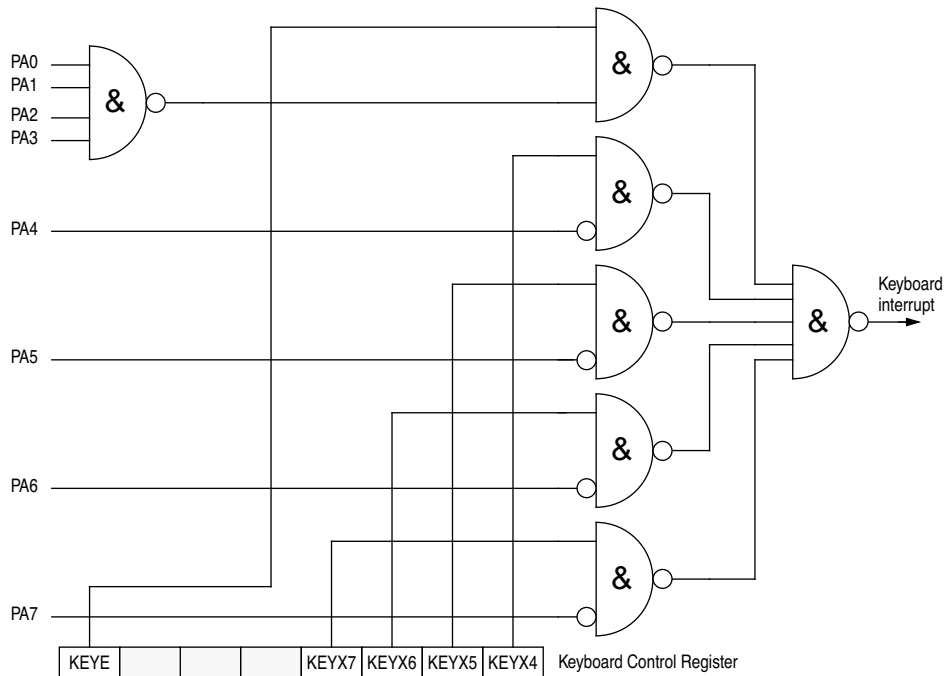 &
PA0
PA1
PA2
PA3
&
&
PA4
&
PA5
&
Keyboard
interrupt
&
PA6
&
PA7
&
KEYE KEYX7 KEYX6 KEYX5 KEYX4 Keyboard Control Register